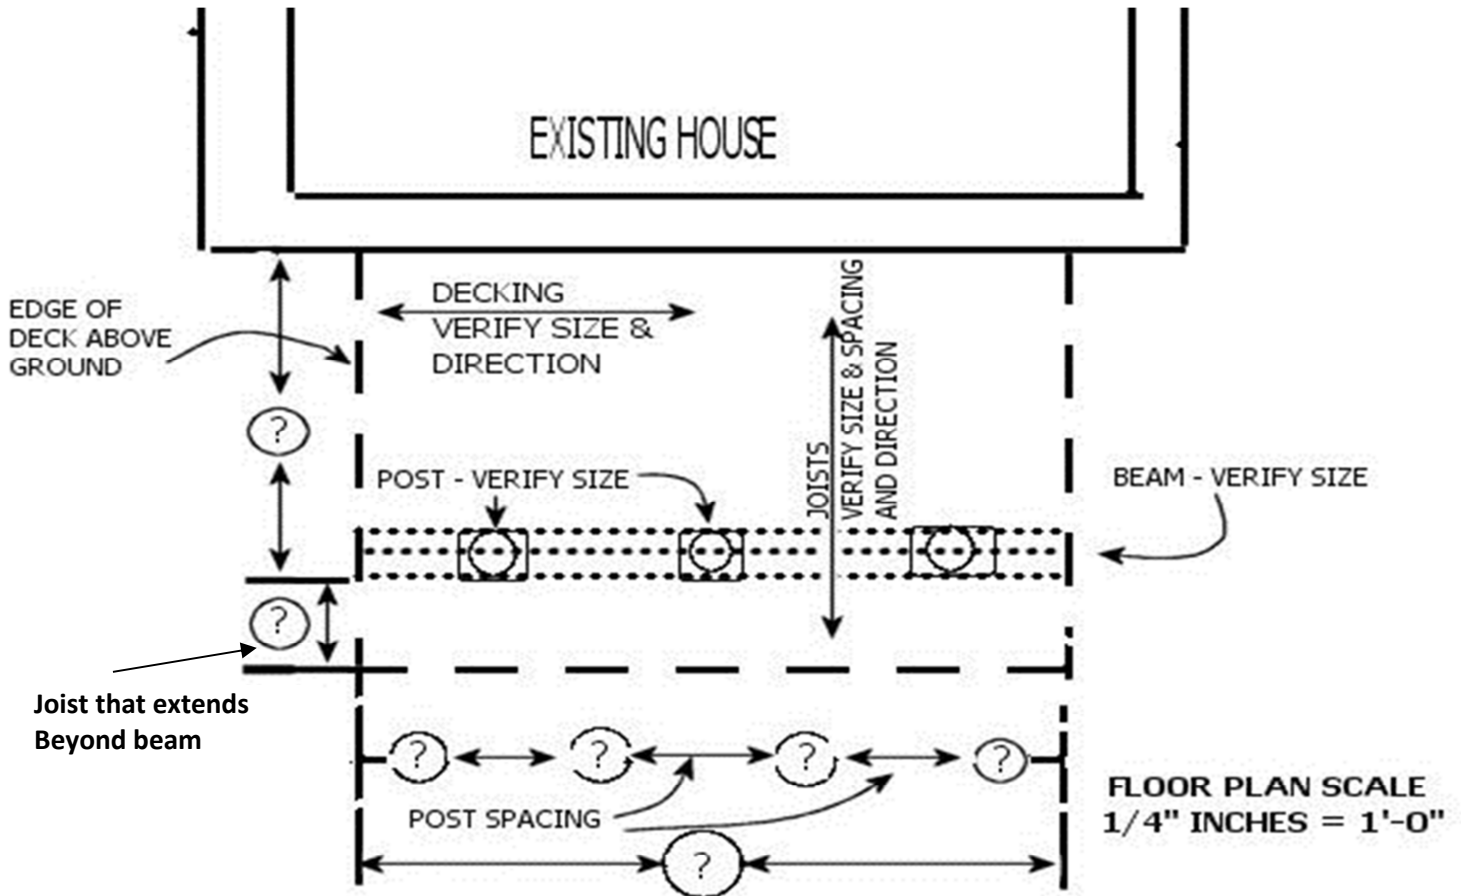 EXISTING HOUSE
EDGE OF
DECK ABOVE
GROUND
DECKING
VERIFY SIZE &
DIRECTION
JOISTS
VERIFY SIZE & SPACING
AND DIRECTION
?
POST - VERIFY SIZE
BEAM - VERIFY SIZE
?
Joist that extends
Beyond beam
? ? ? ?
POST SPACING
?
FLOOR PLAN SCALE
1/4" INCHES = 1'-0"